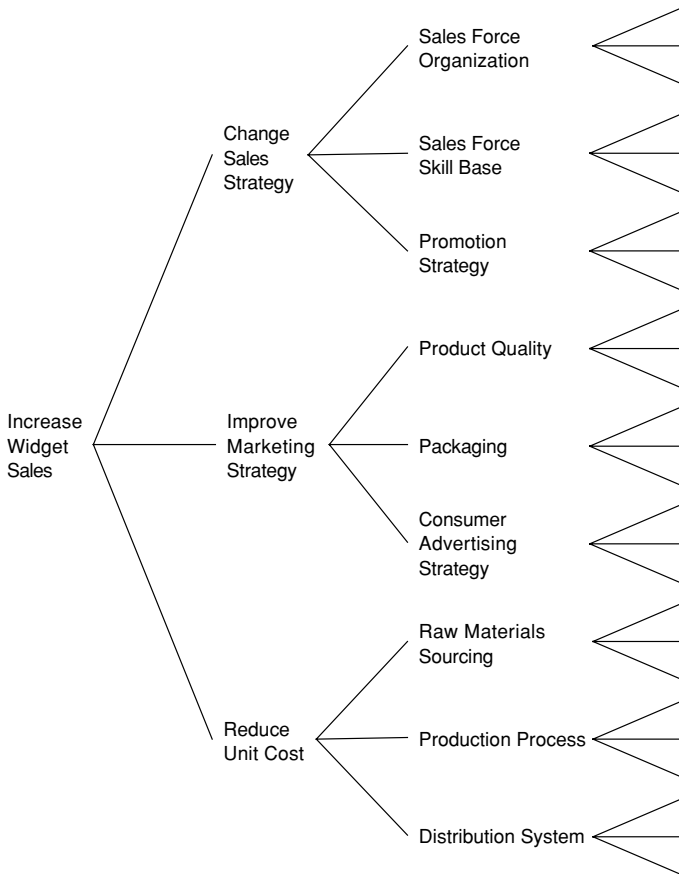 Increase
Widget
Sales
Change
Sales
Strategy
Sales Force
Organization
Sales Force
Skill Base
Promotion
Strategy
Improve
Marketing
Strategy
Product Quality
Packaging
Consumer
Advertising
Strategy
Reduce
Unit Cost
Raw Materials
Sourcing
Production Process
Distribution System